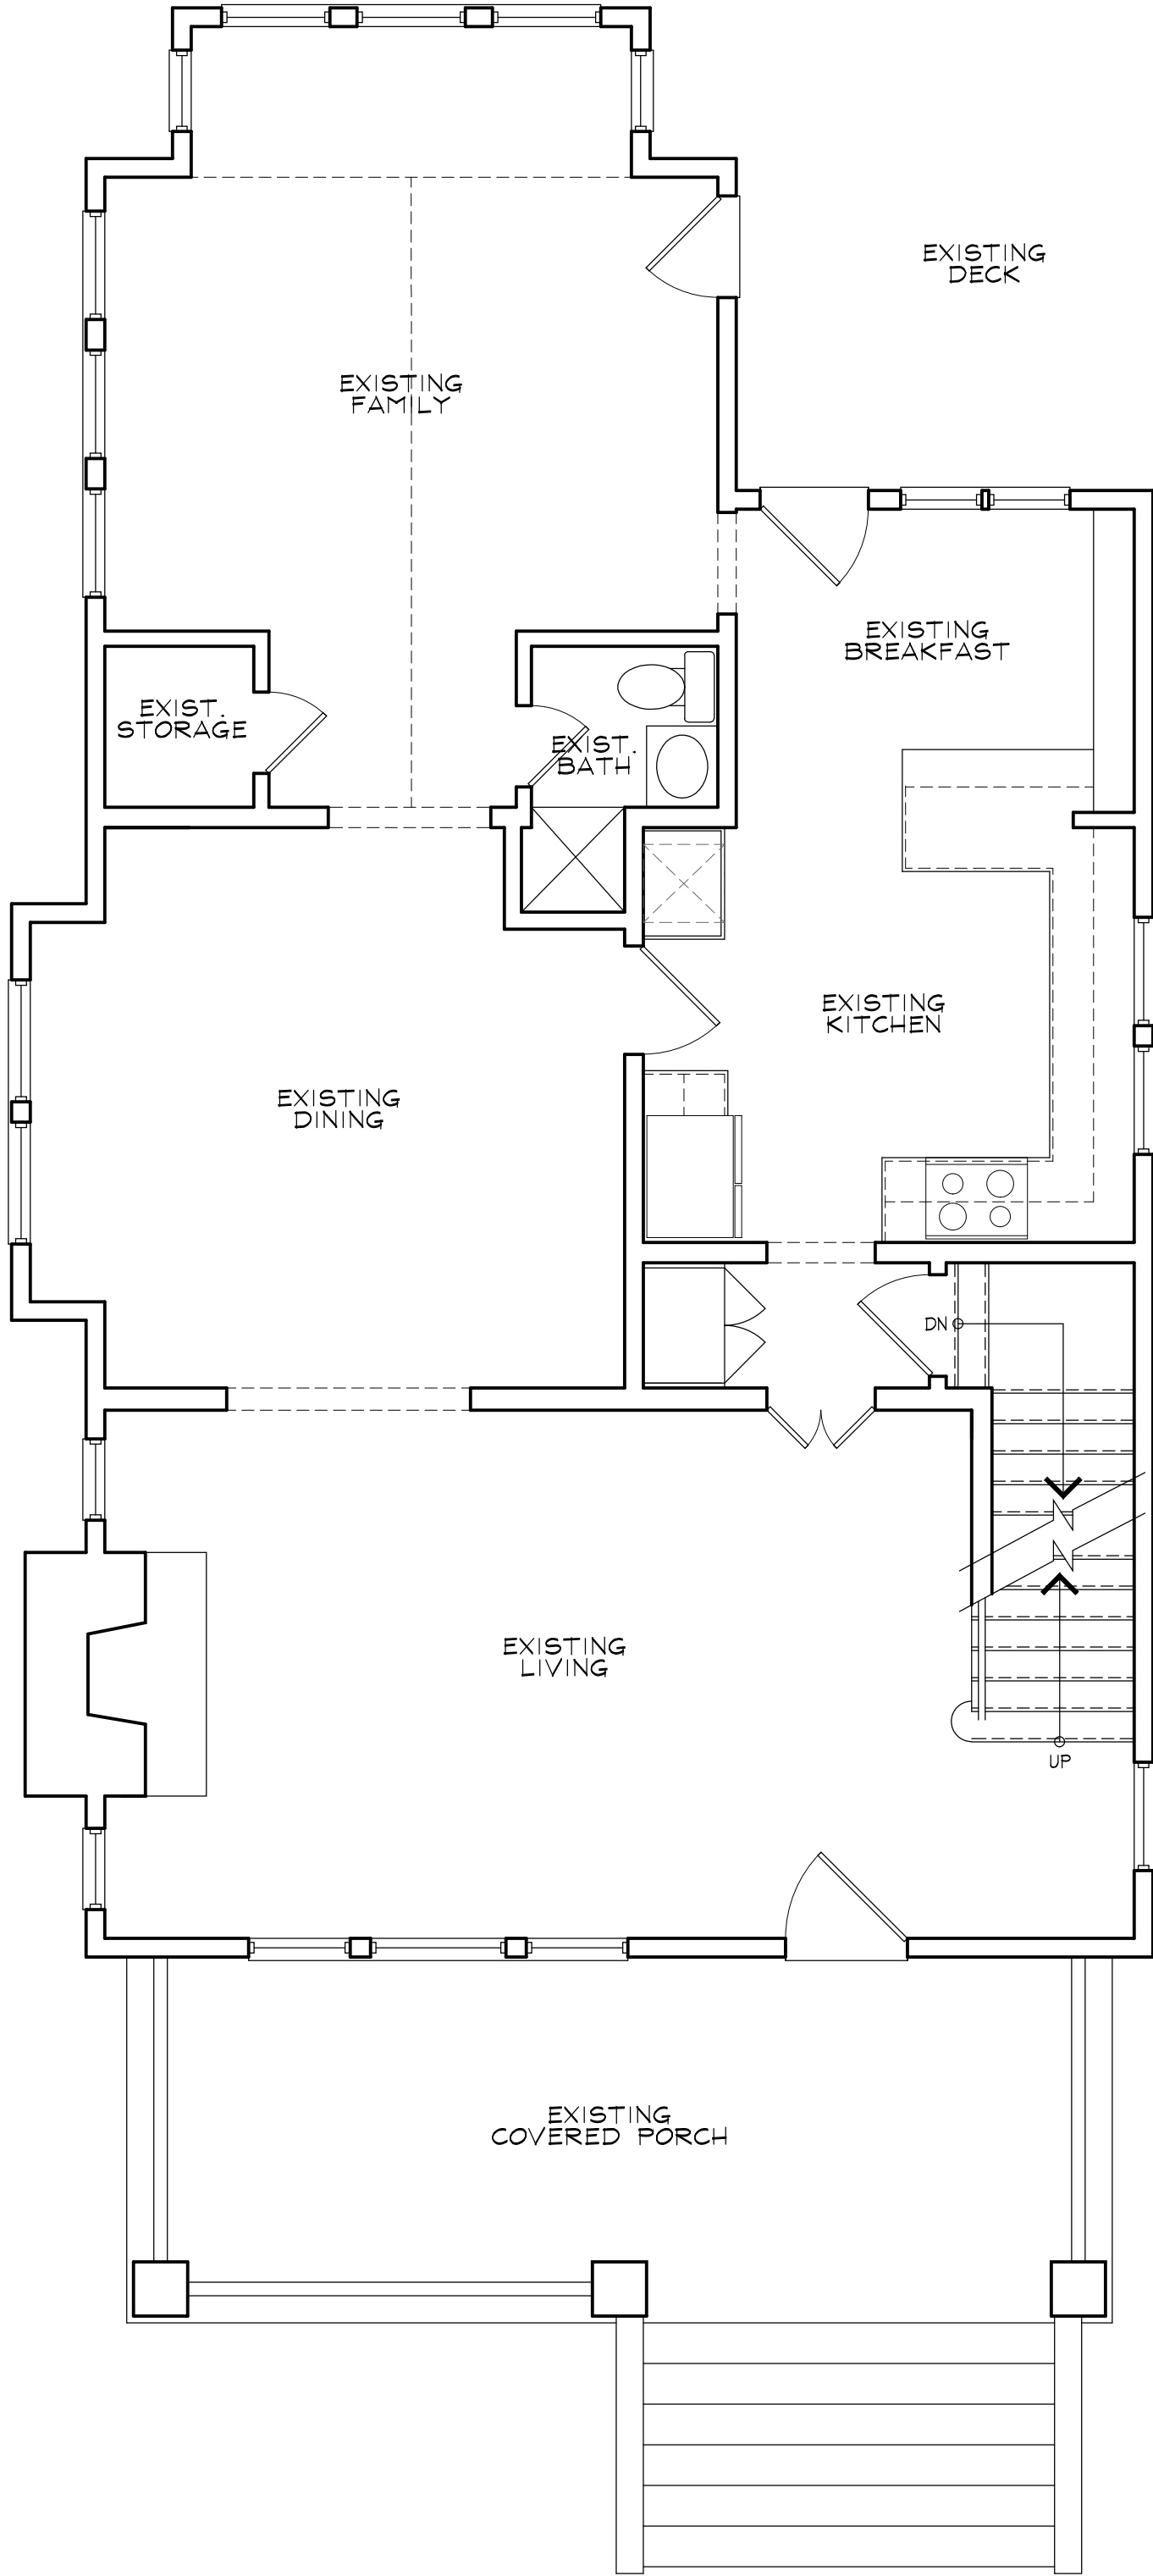 EXISTING
DECK
EXISTING
FAMILY
EXISTING
BREAKFAST
EXIST.
STORAGE
EXIST.
BATH
EXISTING
KITCHEN
EXISTING
DINING
DN
EXISTING
LIVING
UP
EXISTING
COVERED PORCH